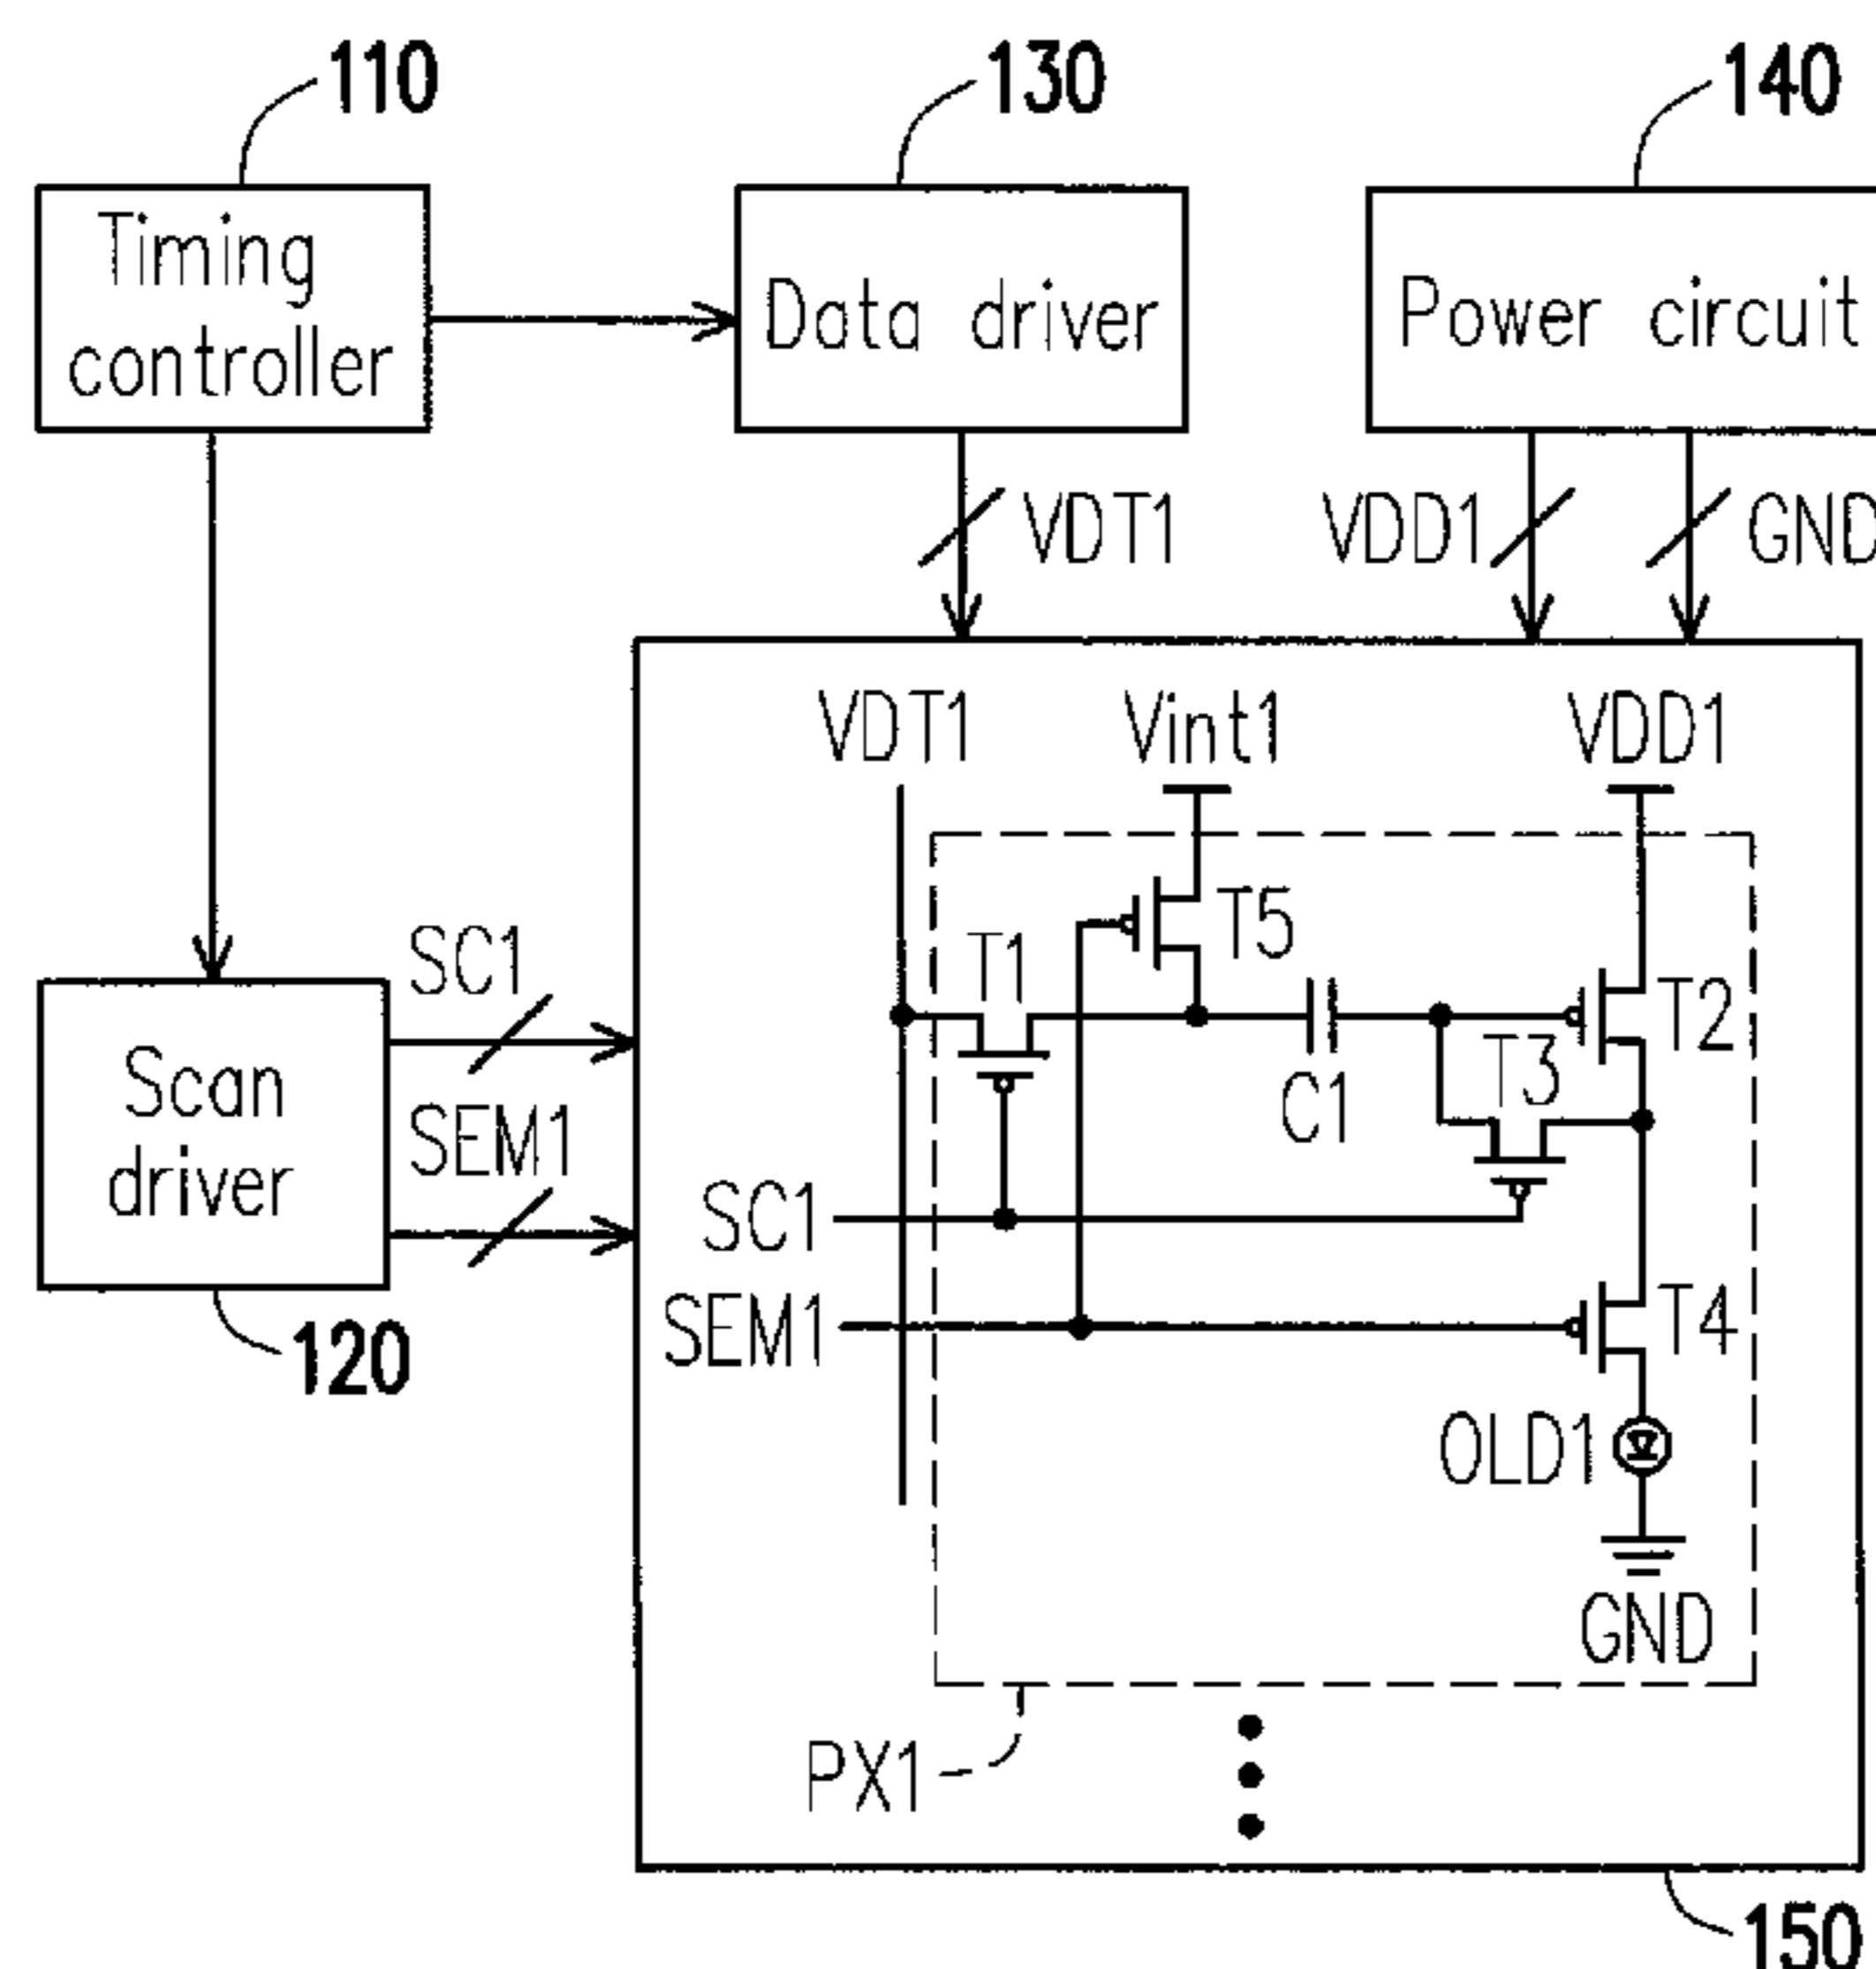 110
130
140
Timing
controller
Data driver
Power circuit
VDT1
VDD1
GND
VDT1
Vint1
VDD1
T5
T1
T2
SC1
T3
C1
Scan
driver
SEM1
SC1
SEM1
T4
120
OLD1
GND
PX1
150